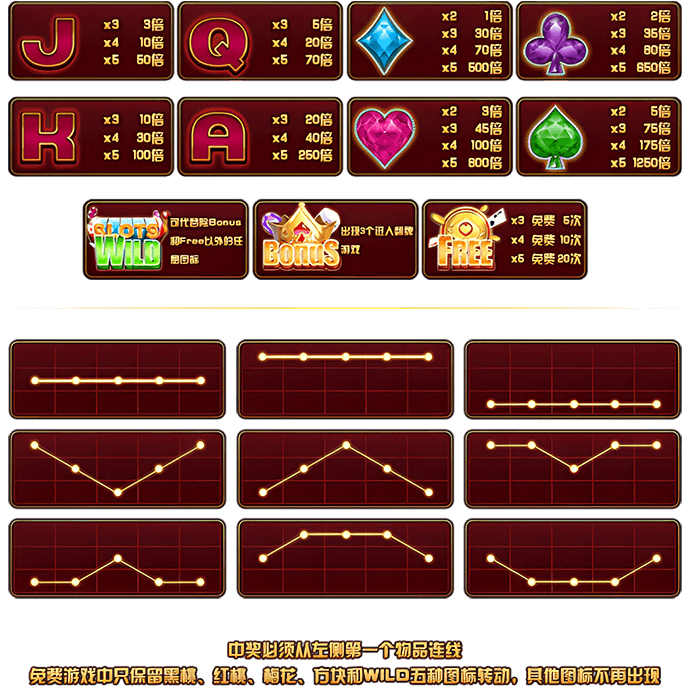 J x3 3倍
x4 10倍
x5 50倍
Q x3 5倍
x4 20倍
x5 70倍
x2 1倍
x3 30倍
x4 70倍
x5 500倍
x2 2倍
x3 35倍
x4 80倍
x5 650倍
K x3 10倍
x4 30倍
x5 100倍
A x3 20倍
x4 40倍
x5 250倍
x2 3倍
x3 45倍
x4 100倍
x5 800倍
x2 5倍
x3 75倍
x4 175倍
x5 1250倍
SLOTS
WILD
可代替除Bonus
和Free以外的任
意图标
BONUS
出现3个进入翻牌
游戏
FREE
x3 免费 5次
x4 免费 10次
x5 免费 20次
中奖必须从左侧第一个物品连线
免费游戏中只保留黑桃、红桃、梅花、方块和WILD五种图标转动，其他图标不再出现